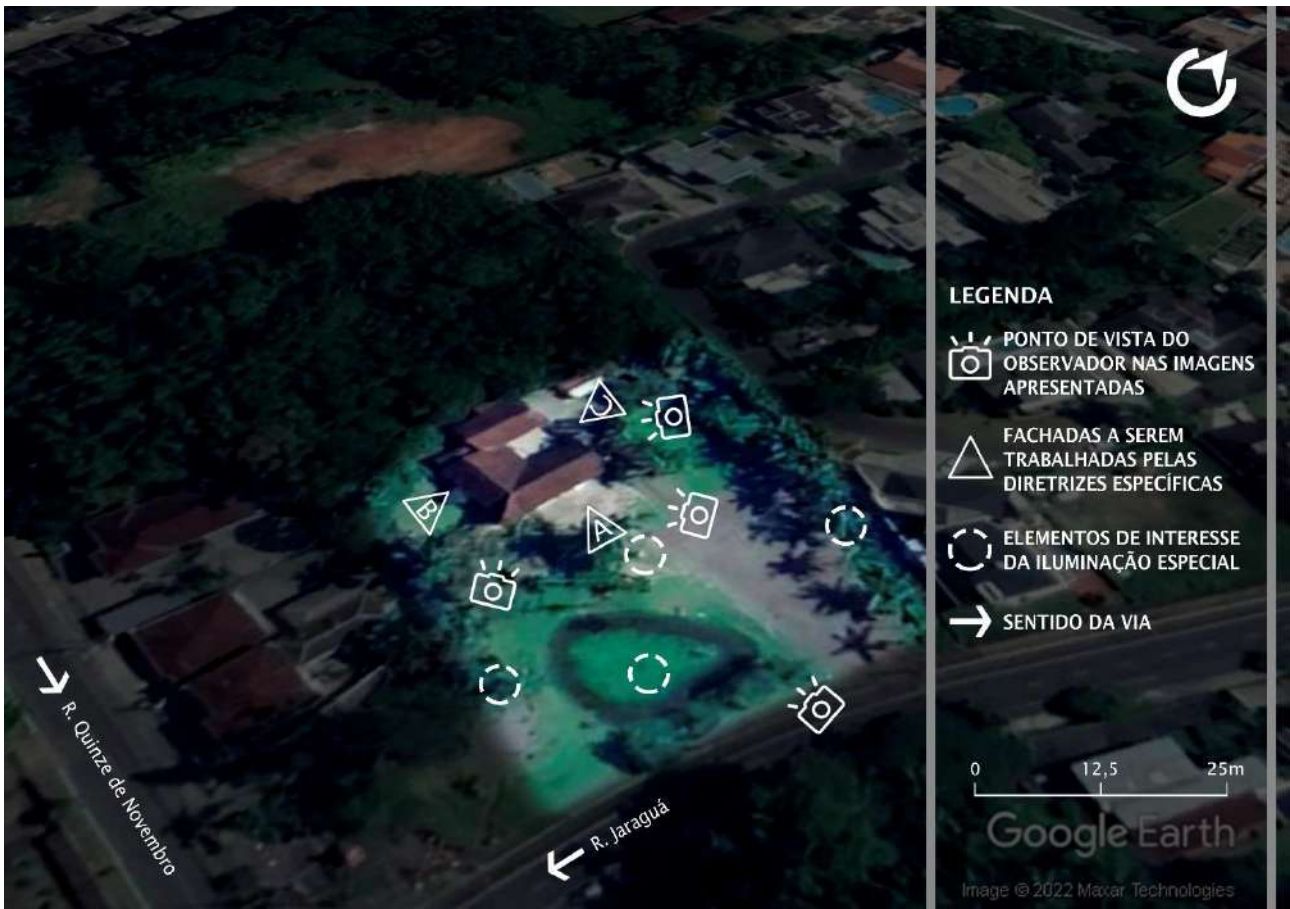 LEGENDA
PONTO DE VISTA DO
OBSERVADOR NAS IMAGENS
APRESENTADAS
FACHADAS A SEREM
TRABALHADAS PELAS
DIRETRIZES ESPECÍFICAS
ELEMENTOS DE INTERESSE
DA ILUMINAÇÃO ESPECIAL
SENTIDO DA VIA
0 12,5 25m
Google Earth
Image © 2022 Maxar Technologies
C
B
A
R. Quinze de Novembro
R. Jaraguá